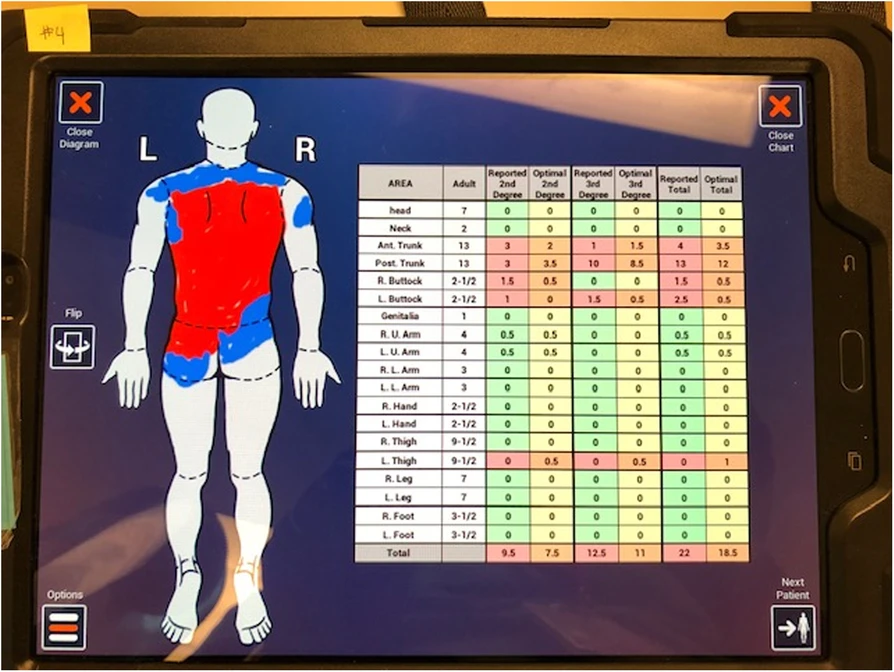 #4
Close
Diagram
L
R
Close
Chart
AREA Adult Reported 2nd Degree Optimal 2nd Degree Reported 3rd Degree Optimal 3rd Degree Reported Total Optimal Total
head 7 0 0 0 0 0 0
Neck 2 0 0 0 0 0 0
Ant. Trunk 13 3 2 1 1.5 4 3.5
Post. Trunk 13 3 3.5 10 8.5 13 12
R. Buttock 2-1/2 1.5 0.5 0 0 1.5 0.5
L. Buttock 2-1/2 1 0 1.5 0.5 2.5 0.5
Genitalia 1 0 0 0 0 0 0
R. U. Arm 4 0.5 0.5 0 0 0.5 0.5
L. U. Arm 4 0.5 0.5 0 0 0.5 0.5
R. L. Arm 3 0 0 0 0 0 0
L. L. Arm 3 0 0 0 0 0 0
R. Hand 2-1/2 0 0 0 0 0 0
L. Hand 2-1/2 0 0 0 0 0 0
R. Thigh 9-1/2 0 0 0 0 0 0
L. Thigh 9-1/2 0 0.5 0 0.5 0 1
R. Leg 7 0 0 0 0 0 0
L. Leg 7 0 0 0 0 0 0
R. Foot 3-1/2 0 0 0 0 0 0
L. Foot 3-1/2 0 0 0 0 0 0
Total 9.5 7.5 12.5 11 22 18.5
Flip
Options
Next
Patient